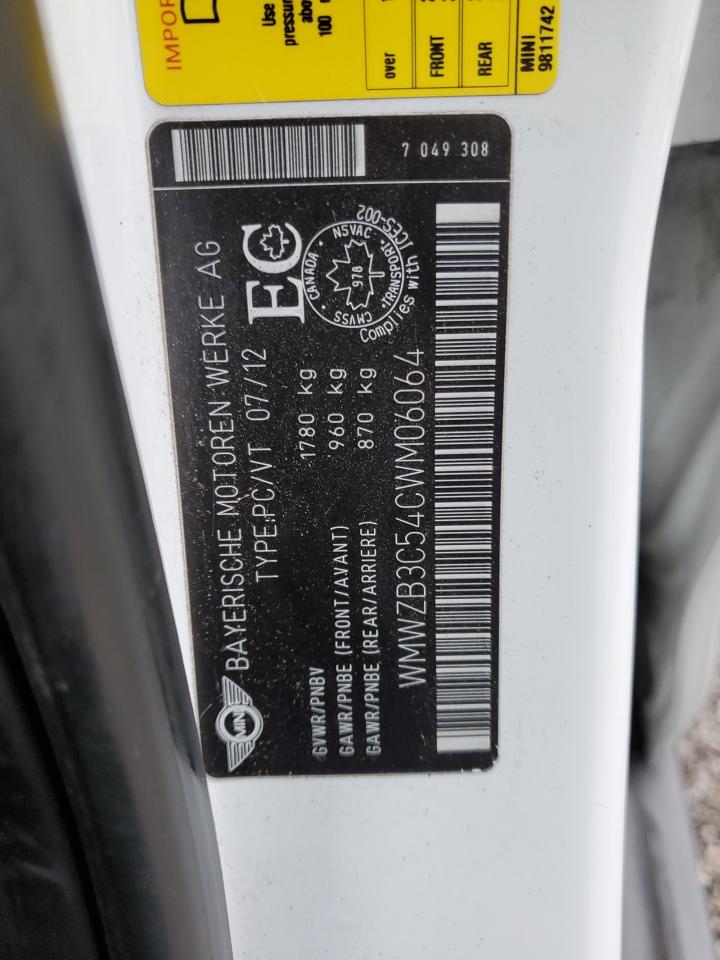 IMPOR
Use
pressur
abo
100
over
FRONT
REAR
MINI
9811742
7 049 308
MINI
BAYERISCHE MOTOREN WERKE AG
TYPE:PC/VT 07/12
EC
CANADA · NSVAC · TRANSPORT · CMVSS
978
Complies with ICES-002
GVWR/PNBV 1780 kg
GAWR/PNBE (FRONT/AVANT) 960 kg
GAWR/PNBE (REAR/ARRIERE) 870 kg
WMWZB3C54CWM06064